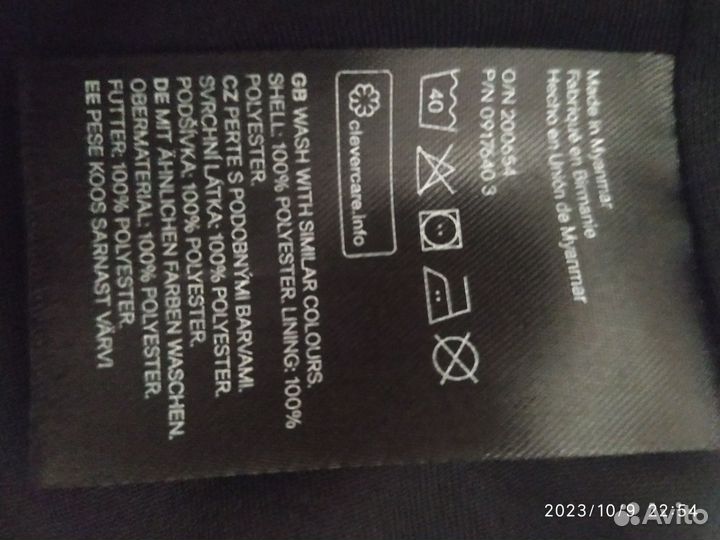 Made in Myanmar
Fabriqué en Birmanie
Hecho en Unión de Myanmar
O/N 200654
P/N 0917640 3
40
clevercare.info
GB WASH WITH SIMILAR COLOURS.
SHELL: 100% POLYESTER. LINING: 100%
POLYESTER.
CZ PERTE S PODOBNÝMI BARVAMI.
SVRCHNÍ LÁTKA: 100% POLYESTER.
PODŠÍVKA: 100% POLYESTER.
DE MIT ÄHNLICHEN FARBEN WASCHEN.
OBERMATERIAL: 100% POLYESTER.
FUTTER: 100% POLYESTER.
EE PESE KOOS SARNAST VÄRVI
2023/10/9 22:54
Avito